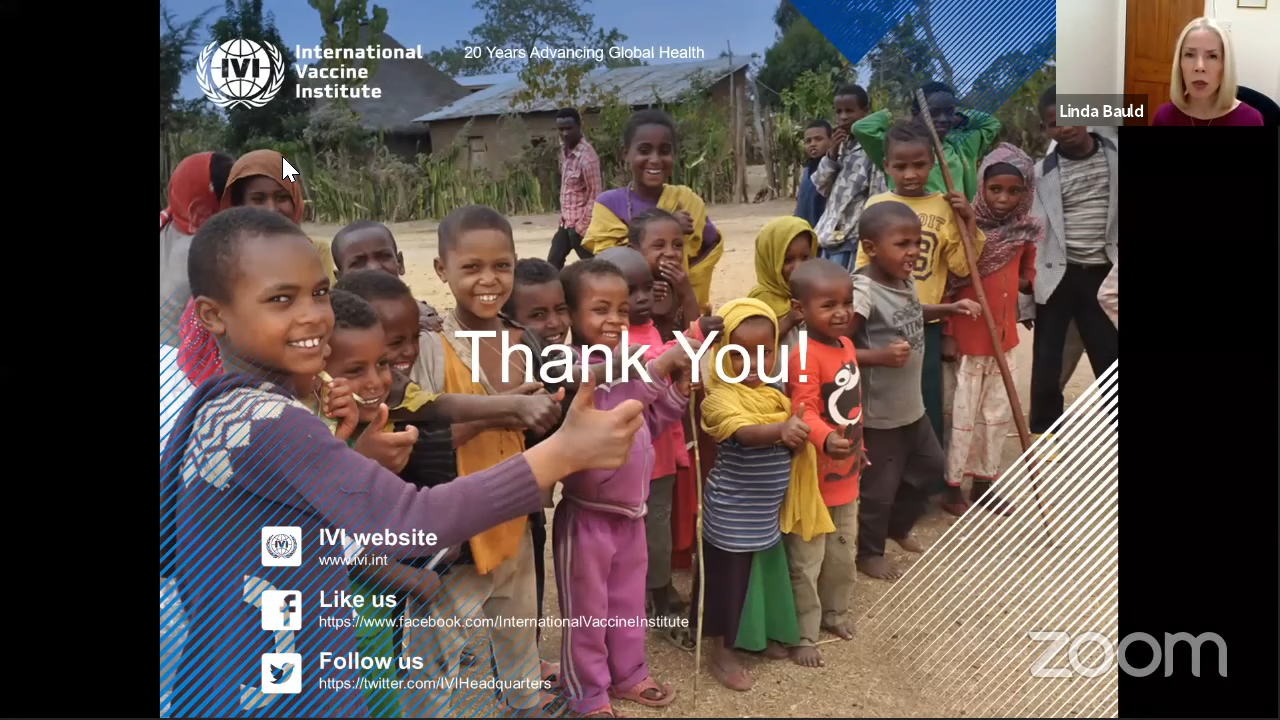 IVI
International
Vaccine
Institute
20 Years Advancing Global Health
Linda Bauld
Thank You!
IVI website
www.ivi.int
Like us
https://www.facebook.com/InternationalVaccineInstitute
Follow us
https://twitter.com/IVIHeadquarters
zoom